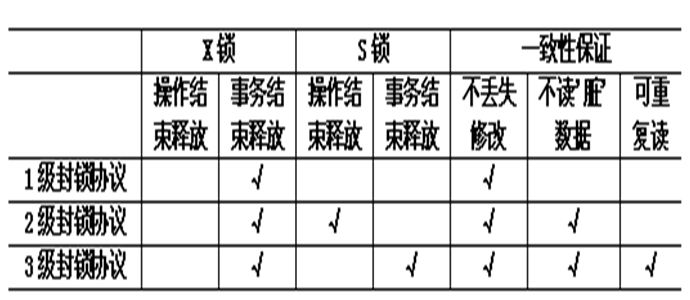 X锁 S锁 一致性保证
操作结束释放 事务结束释放 操作结束释放 事务结束释放 不丢失修改 不读'脏'数据 可重复读
1级封锁协议 √ √
2级封锁协议 √ √ √ √
3级封锁协议 √ √ √ √ √